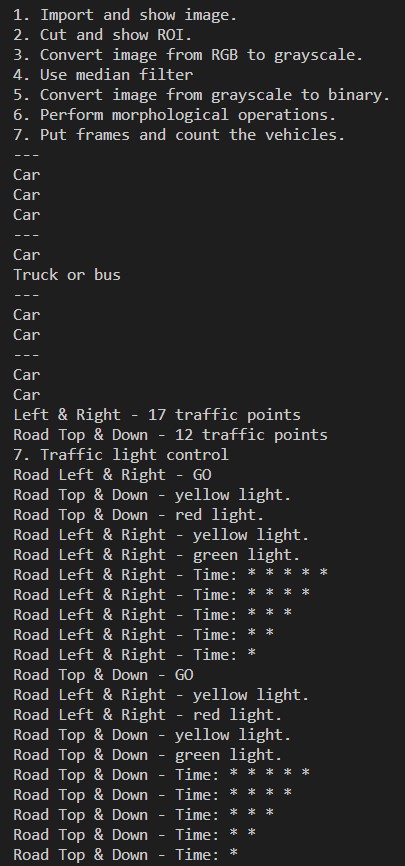 1. Import and show image.
2. Cut and show ROI.
3. Convert image from RGB to grayscale.
4. Use median filter
5. Convert image from grayscale to binary.
6. Perform morphological operations.
7. Put frames and count the vehicles.
---
Car
Car
Car
---
Car
Truck or bus
---
Car
Car
---
Car
Car
Left & Right - 17 traffic points
Road Top & Down - 12 traffic points
7. Traffic light control
Road Left & Right - GO
Road Top & Down - yellow light.
Road Top & Down - red light.
Road Left & Right - yellow light.
Road Left & Right - green light.
Road Left & Right - Time: * * * * *
Road Left & Right - Time: * * * *
Road Left & Right - Time: * * *
Road Left & Right - Time: * *
Road Left & Right - Time: *
Road Top & Down - GO
Road Left & Right - yellow light.
Road Left & Right - red light.
Road Top & Down - yellow light.
Road Top & Down - green light.
Road Top & Down - Time: * * * * *
Road Top & Down - Time: * * * *
Road Top & Down - Time: * * *
Road Top & Down - Time: * *
Road Top & Down - Time: *